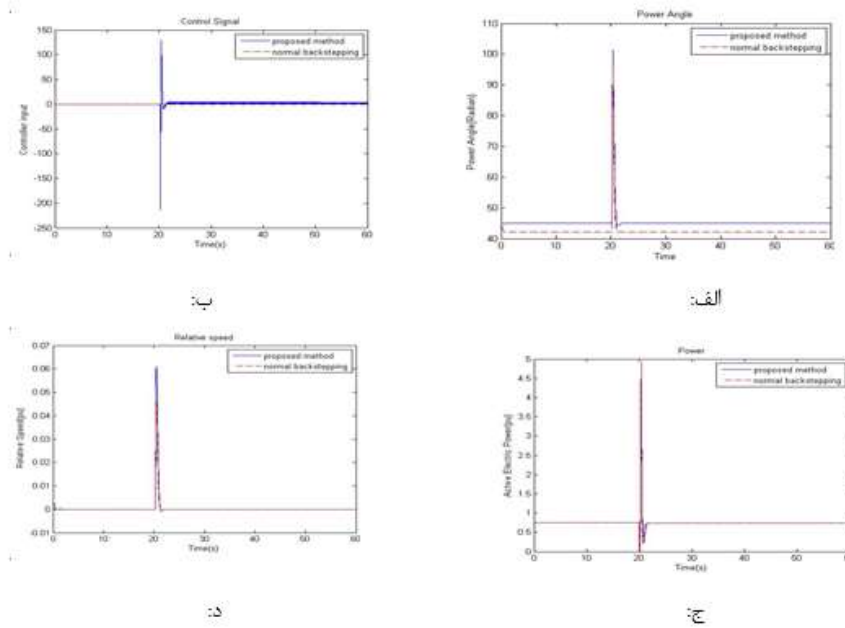 Control Signal
proposed method
normal backstepping
150
100
50
0
-50
-100
-150
-200
-250
Controller input
0 10 20 30 40 50 60
Time(s)
ب:
Power Angle
proposed method
normal backstepping
110
100
90
80
70
60
50
40
Power Angle(Radian)
0 10 20 30 40 50 60
Time
الف:
Relative speed
proposed method
normal backstepping
0.07
0.06
0.05
0.04
0.03
0.02
0.01
0
-0.01
Relative Speed(pu)
0 10 20 30 40 50 60
Time(s)
د:
Power
proposed method
normal backstepping
5
4.5
4
3.5
3
2.5
2
1.5
1
0.5
0
Active Electric Power(pu)
0 10 20 30 40 50 60
Time(s)
ج: